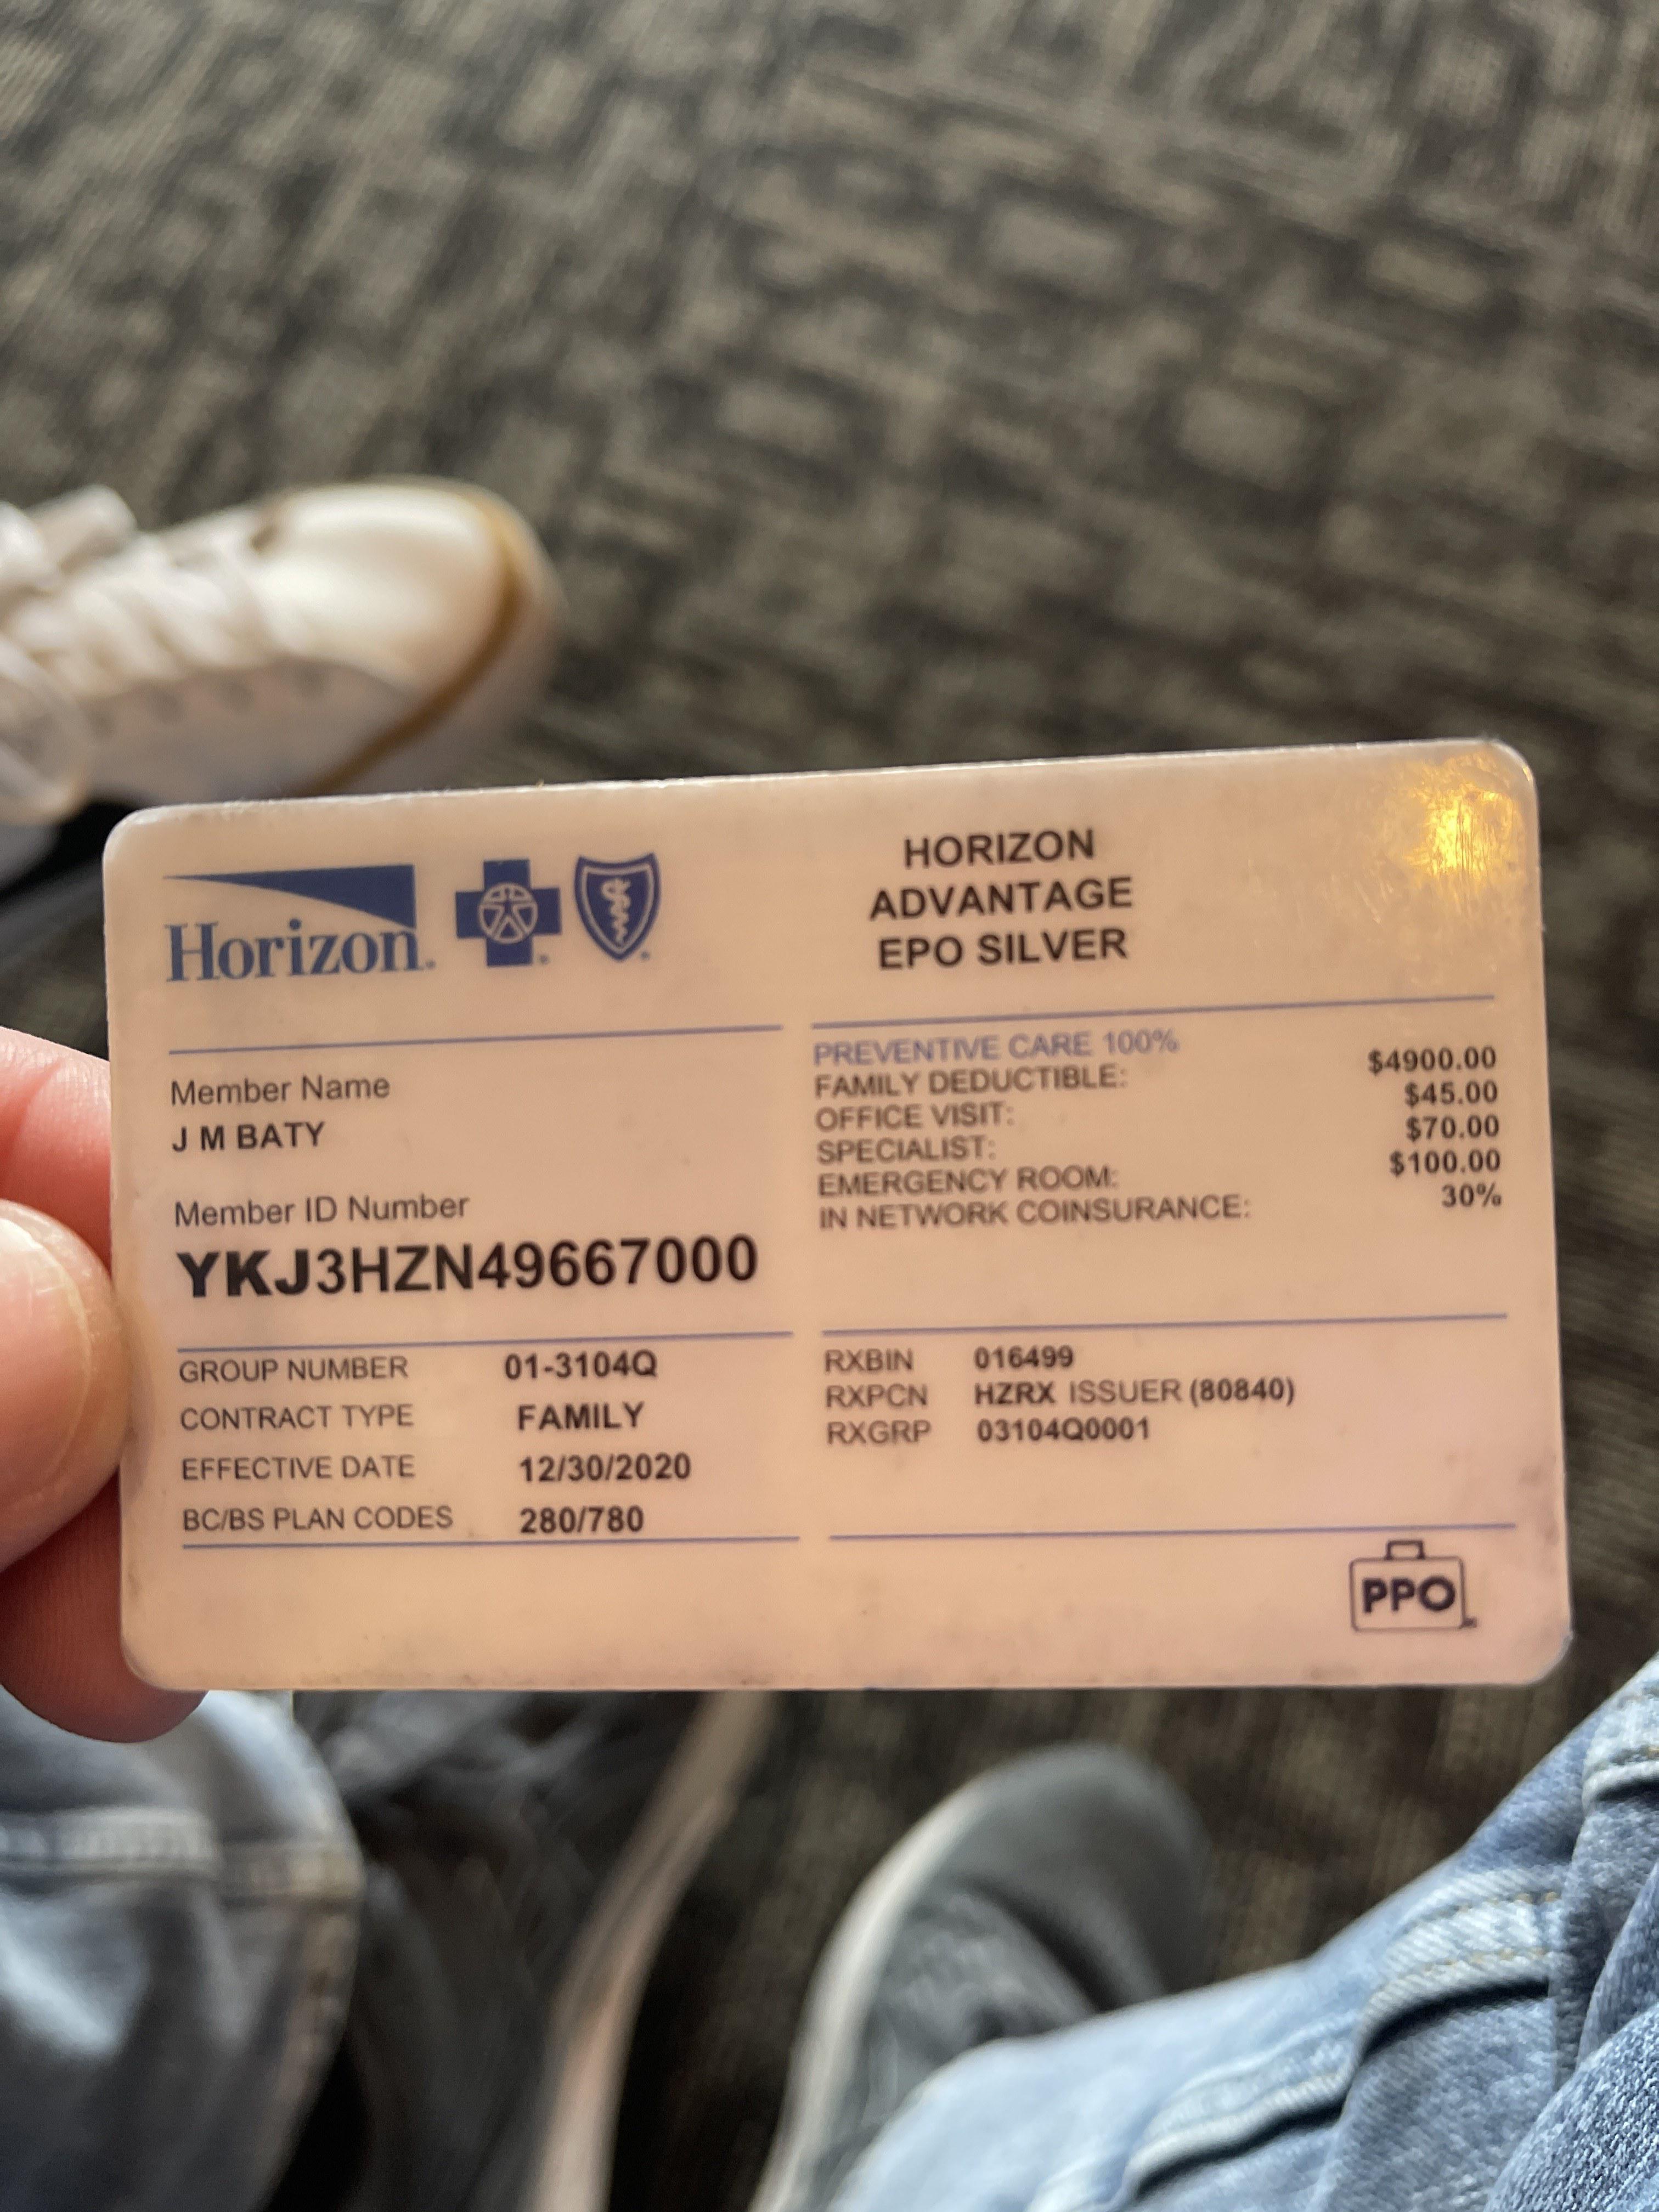 Horizon
HORIZON
ADVANTAGE
EPO SILVER
Member Name
J M BATY
Member ID Number
YKJ3HZN49667000
GROUP NUMBER 01-3104Q
CONTRACT TYPE FAMILY
EFFECTIVE DATE 12/30/2020
BC/BS PLAN CODES 280/780
PREVENTIVE CARE 100%
FAMILY DEDUCTIBLE: $4900.00
OFFICE VISIT: $45.00
SPECIALIST: $70.00
EMERGENCY ROOM: $100.00
IN NETWORK COINSURANCE: 30%
RXBIN 016499
RXPCN HZRX ISSUER (80840)
RXGRP 03104Q0001
PPO